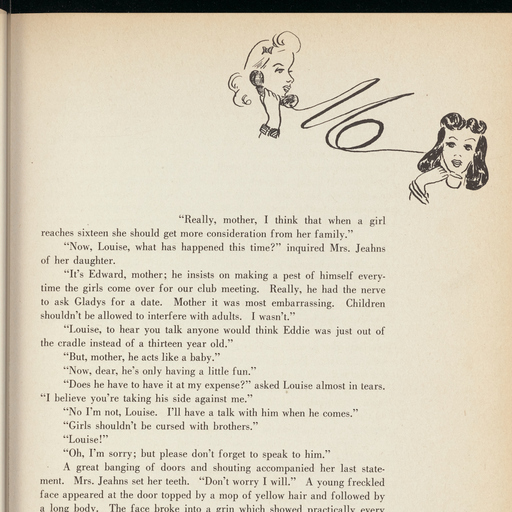 16
"Really, mother, I think that when a girl
reaches sixteen she should get more consideration from her family."
"Now, Louise, what has happened this time?" inquired Mrs. Jeahns
of her daughter.
"It's Edward, mother; he insists on making a pest of himself every-
time the girls come over for our club meeting. Really, he had the nerve
to ask Gladys for a date. Mother it was most embarrassing. Children
shouldn't be allowed to interfere with adults. I wasn't."
"Louise, to hear you talk anyone would think Eddie was just out of
the cradle instead of a thirteen year old."
"But, mother, he acts like a baby."
"Now, dear, he's only having a little fun."
"Does he have to have it at my expense?" asked Louise almost in tears.
"I believe you're taking his side against me."
"No I'm not, Louise. I'll have a talk with him when he comes."
"Girls shouldn't be cursed with brothers."
"Louise!"
"Oh, I'm sorry; but please don't forget to speak to him."
A great banging of doors and shouting accompanied her last state-
ment. Mrs. Jeahns set her teeth. "Don't worry I will." A young freckled
face appeared at the door topped by a mop of yellow hair and followed by
a long body. The face broke into a grin which showed practically every